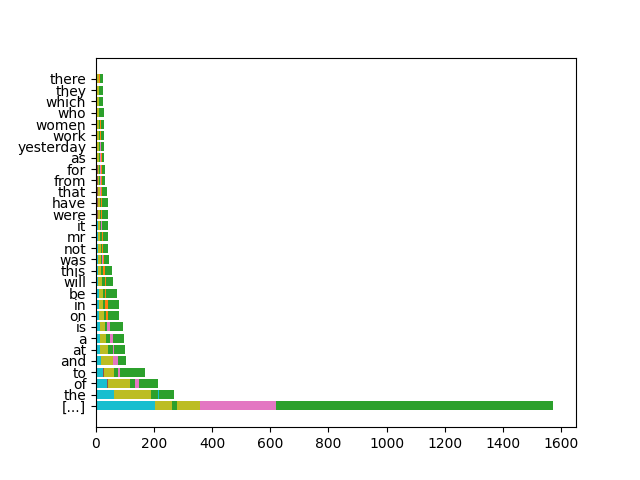 there
they
which
who
women
work
yesterday
as
for
from
that
have
were
it
mr
not
was
this
will
be
in
on
is
a
at
and
to
of
the
[...]
0 200 400 600 800 1000 1200 1400 1600